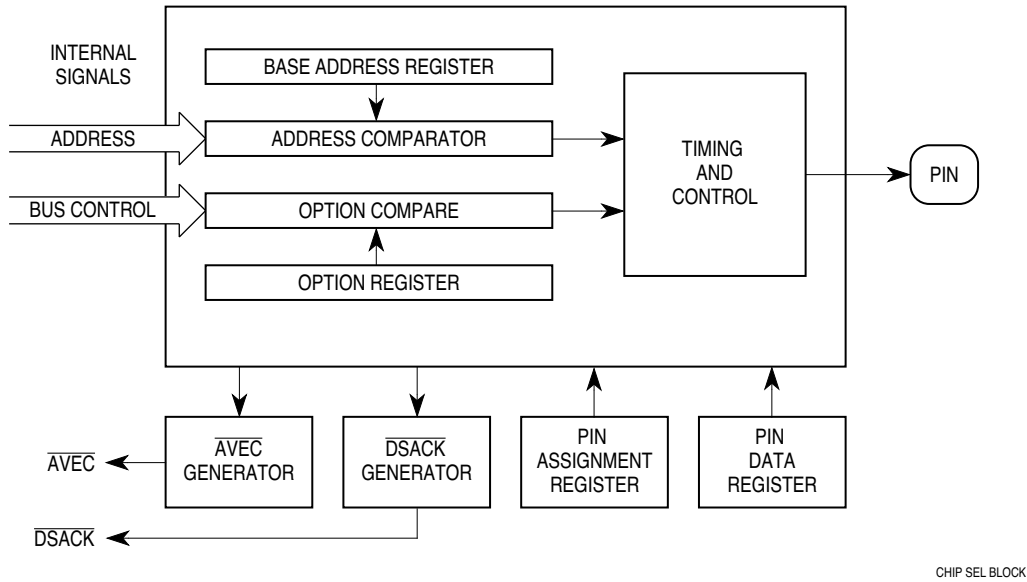 INTERNAL
SIGNALS
BASE ADDRESS REGISTER
ADDRESS
ADDRESS COMPARATOR
TIMING
AND
CONTROL
PIN
BUS CONTROL
OPTION COMPARE
OPTION REGISTER
AVEC
GENERATOR
DSACK
GENERATOR
PIN
ASSIGNMENT
REGISTER
PIN
DATA
REGISTER
AVEC
DSACK
CHIP SEL BLOCK